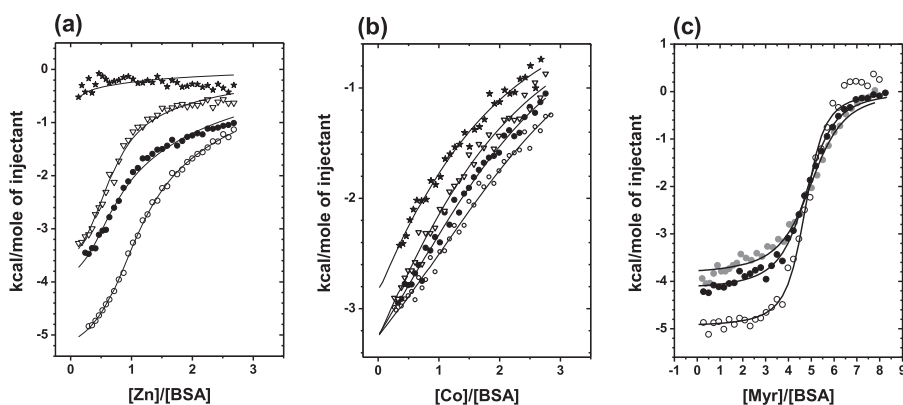 (a)
0
-1
-2
-3
-4
-5
kcal/mole of injectant
0 1 2 3
[Zn]/[BSA]
(b)
-1
-2
-3
kcal/mole of injectant
0 1 2 3
[Co]/[BSA]
(c)
1
0
-1
-2
-3
-4
-5
kcal/mole of injectant
-1 0 1 2 3 4 5 6 7 8 9
[Myr]/[BSA]